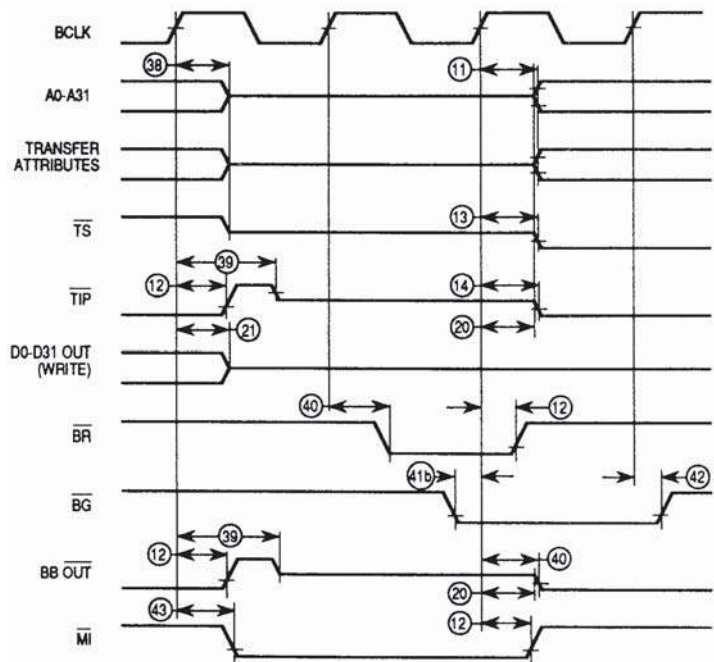 BCLK
38
11
A0-A31
TRANSFER
ATTRIBUTES
TS
13
39
12
14
TIP
21
20
D0-D31 OUT
(WRITE)
40
12
BR
41b
42
BG
39
12
40
BB OUT
20
43
12
MI